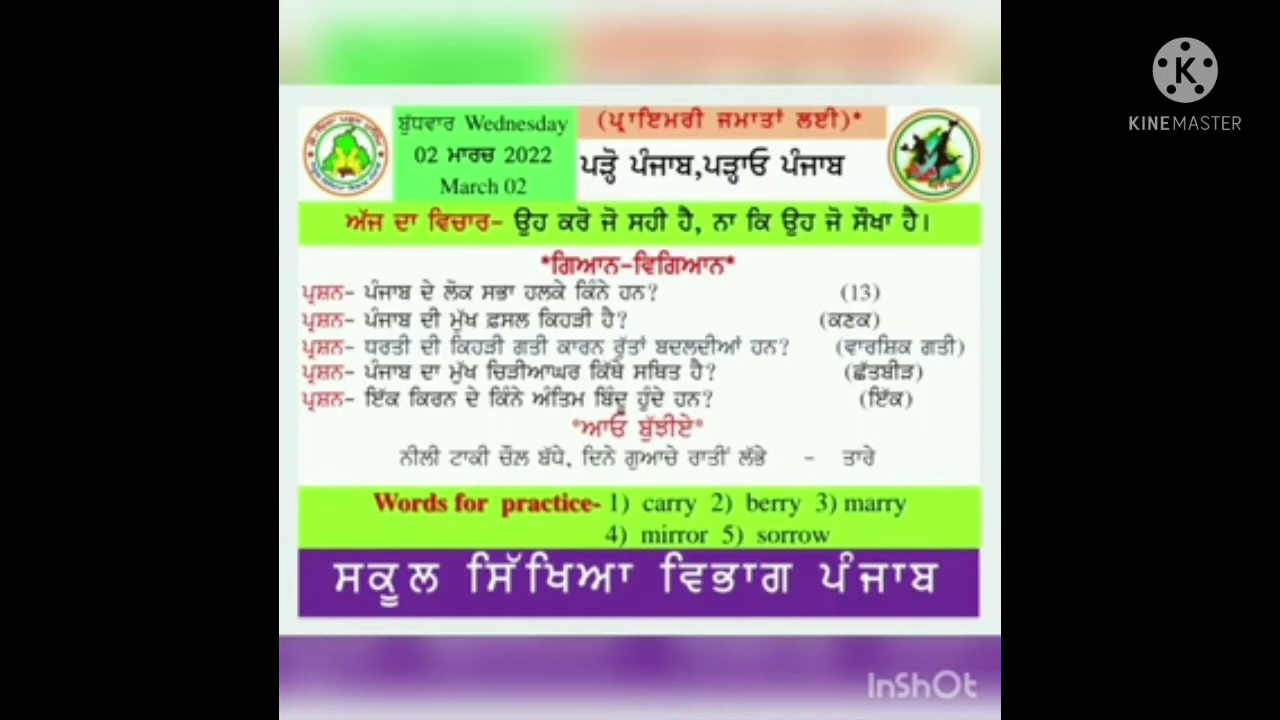 KINEMASTER
ਬੁੱਧਵਾਰ Wednesday
02 ਮਾਰਚ 2022
March 02
(ਪ੍ਰਾਇਮਰੀ ਜਮਾਤਾਂ ਲਈ)*
ਪੜ੍ਹੋ ਪੰਜਾਬ,ਪੜ੍ਹਾਓ ਪੰਜਾਬ
ਅੱਜ ਦਾ ਵਿਚਾਰ- ਉਹ ਕਰੋ ਜੋ ਸਹੀ ਹੈ, ਨਾ ਕਿ ਉਹ ਜੋ ਸੌਖਾ ਹੈ।
*ਗਿਆਨ-ਵਿਗਿਆਨ*
ਪ੍ਰਸ਼ਨ- ਪੰਜਾਬ ਦੇ ਲੋਕ ਸਭਾ ਹਲਕੇ ਕਿੰਨੇ ਹਨ? (13)
ਪ੍ਰਸ਼ਨ- ਪੰਜਾਬ ਦੀ ਮੁੱਖ ਫ਼ਸਲ ਕਿਹੜੀ ਹੈ? (ਕਣਕ)
ਪ੍ਰਸ਼ਨ- ਧਰਤੀ ਦੀ ਕਿਹੜੀ ਗਤੀ ਕਾਰਨ ਰੁੱਤਾਂ ਬਦਲਦੀਆਂ ਹਨ? (ਵਾਰਸ਼ਿਕ ਗਤੀ)
ਪ੍ਰਸ਼ਨ- ਪੰਜਾਬ ਦਾ ਮੁੱਖ ਚਿੜੀਆਘਰ ਕਿੱਥੇ ਸਥਿਤ ਹੈ? (ਛੱਤਬੀੜ)
ਪ੍ਰਸ਼ਨ- ਇੱਕ ਕਿਰਨ ਦੇ ਕਿੰਨੇ ਅੰਤਿਮ ਬਿੰਦੂ ਹੁੰਦੇ ਹਨ? (ਇੱਕ)
*ਆਓ ਬੁੱਝੀਏ*
ਨੀਲੀ ਟਾਕੀ ਚੌਲ ਬੱਧੇ, ਦਿਨੇ ਗੁਆਚੇ ਰਾਤੀਂ ਲੱਭੇ - ਤਾਰੇ
Words for practice- 1) carry 2) berry 3) marry
4) mirror 5) sorrow
ਸਕੂਲ ਸਿੱਖਿਆ ਵਿਭਾਗ ਪੰਜਾਬ
InShOt